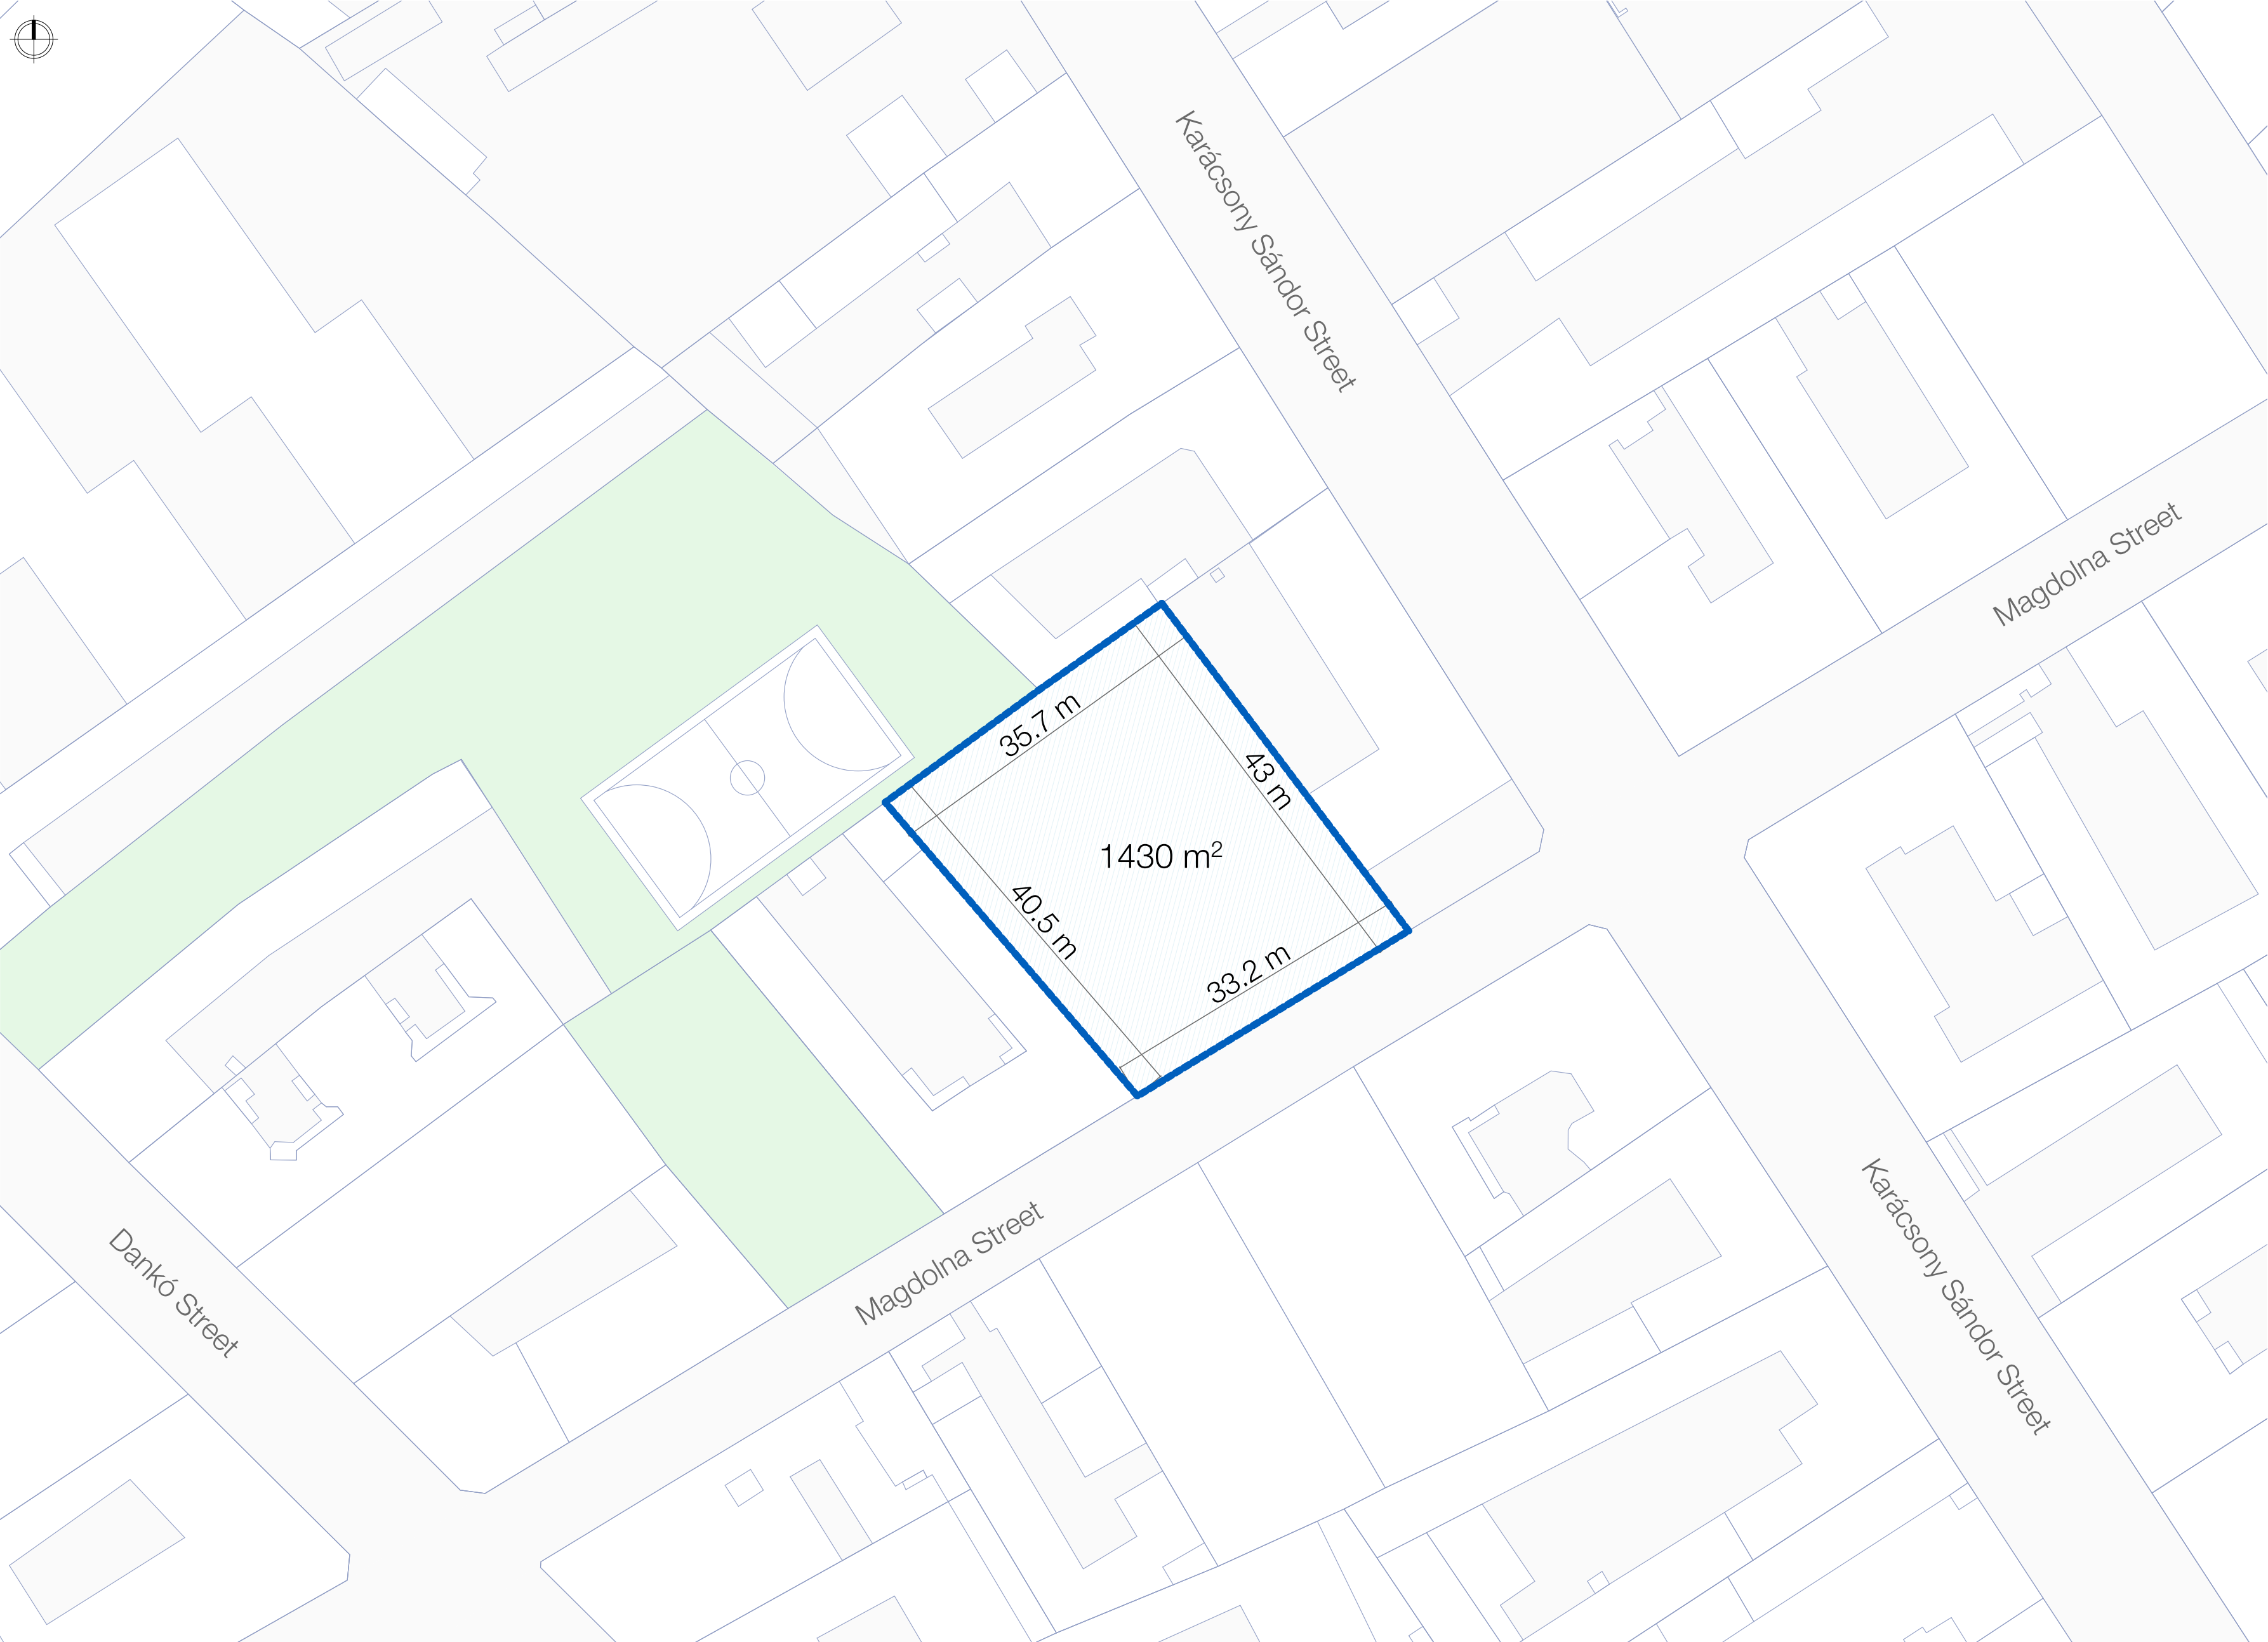 Karácsony Sándor Street
Magdolna Street
35.7 m
43 m
1430 m²
40.5 m
33.2 m
Magdolna Street
Dankó Street
Karácsony Sándor Street